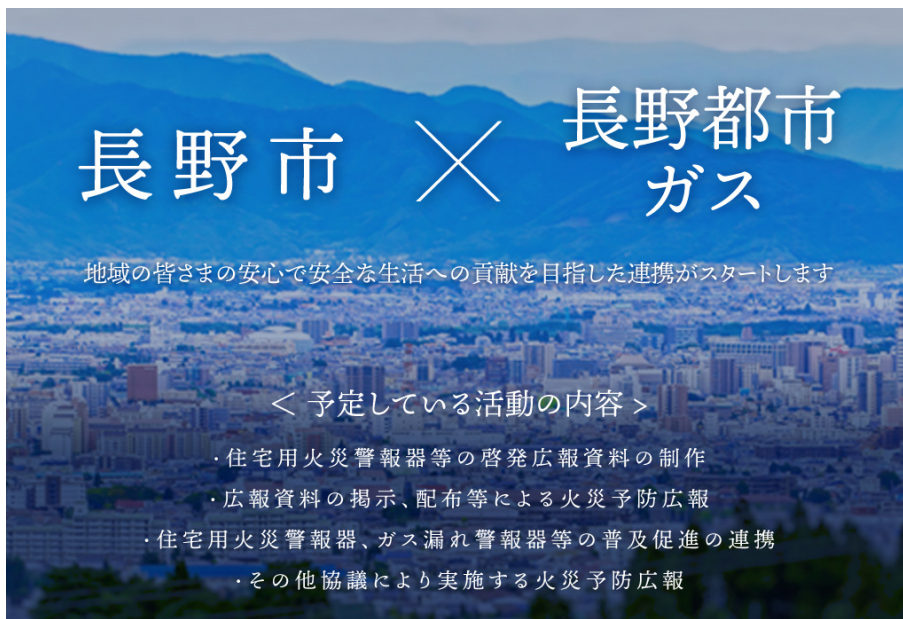 長野市
×
長野都市
ガス
地域の皆さまの安心で安全な生活への貢献を目指した連携がスタートします
＜ 予定している活動の内容 ＞
・住宅用火災警報器等の啓発広報資料の制作
・広報資料の掲示、配布等による火災予防広報
・住宅用火災警報器、ガス漏れ警報器等の普及促進の連携
・その他協議により実施する火災予防広報